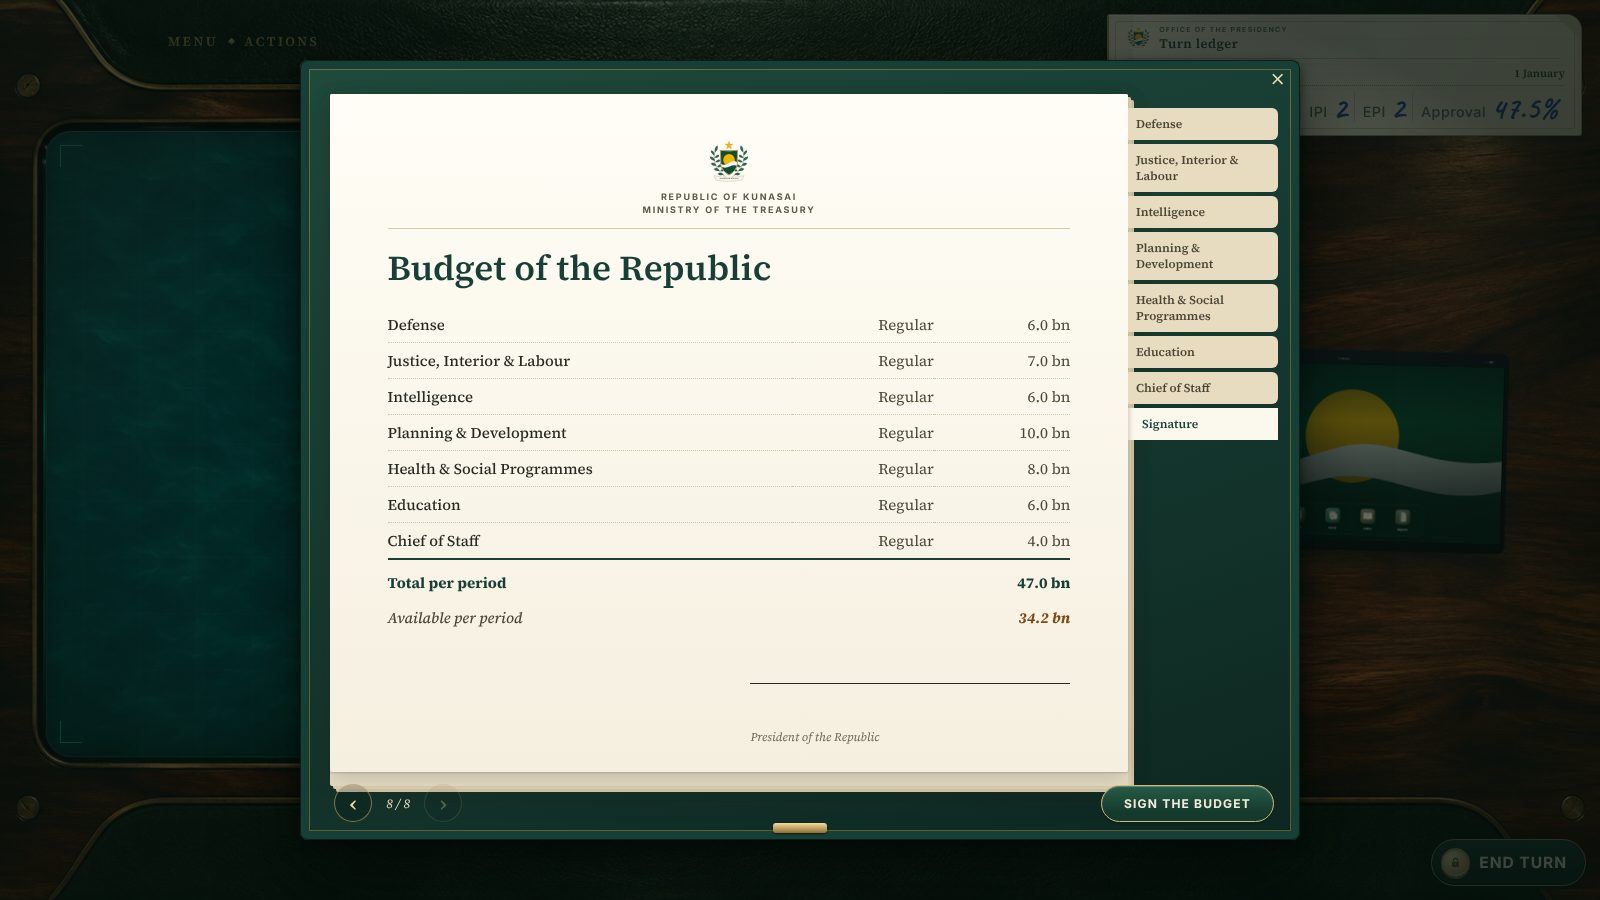 MENU ◆ ACTIONS
OFFICE OF THE PRESIDENCY
Turn ledger
1 January
IPI 2 EPI 2 Approval 47.5%
REPUBLIC OF KUNASAI
MINISTRY OF THE TREASURY
Budget of the Republic
Defense Regular 6.0 bn
Justice, Interior & Labour Regular 7.0 bn
Intelligence Regular 6.0 bn
Planning & Development Regular 10.0 bn
Health & Social Programmes Regular 8.0 bn
Education Regular 6.0 bn
Chief of Staff Regular 4.0 bn
Total per period 47.0 bn
Available per period 34.2 bn
President of the Republic
Defense
Justice, Interior &
Labour
Intelligence
Planning &
Development
Health & Social
Programmes
Education
Chief of Staff
Signature
8/8
SIGN THE BUDGET
END TURN